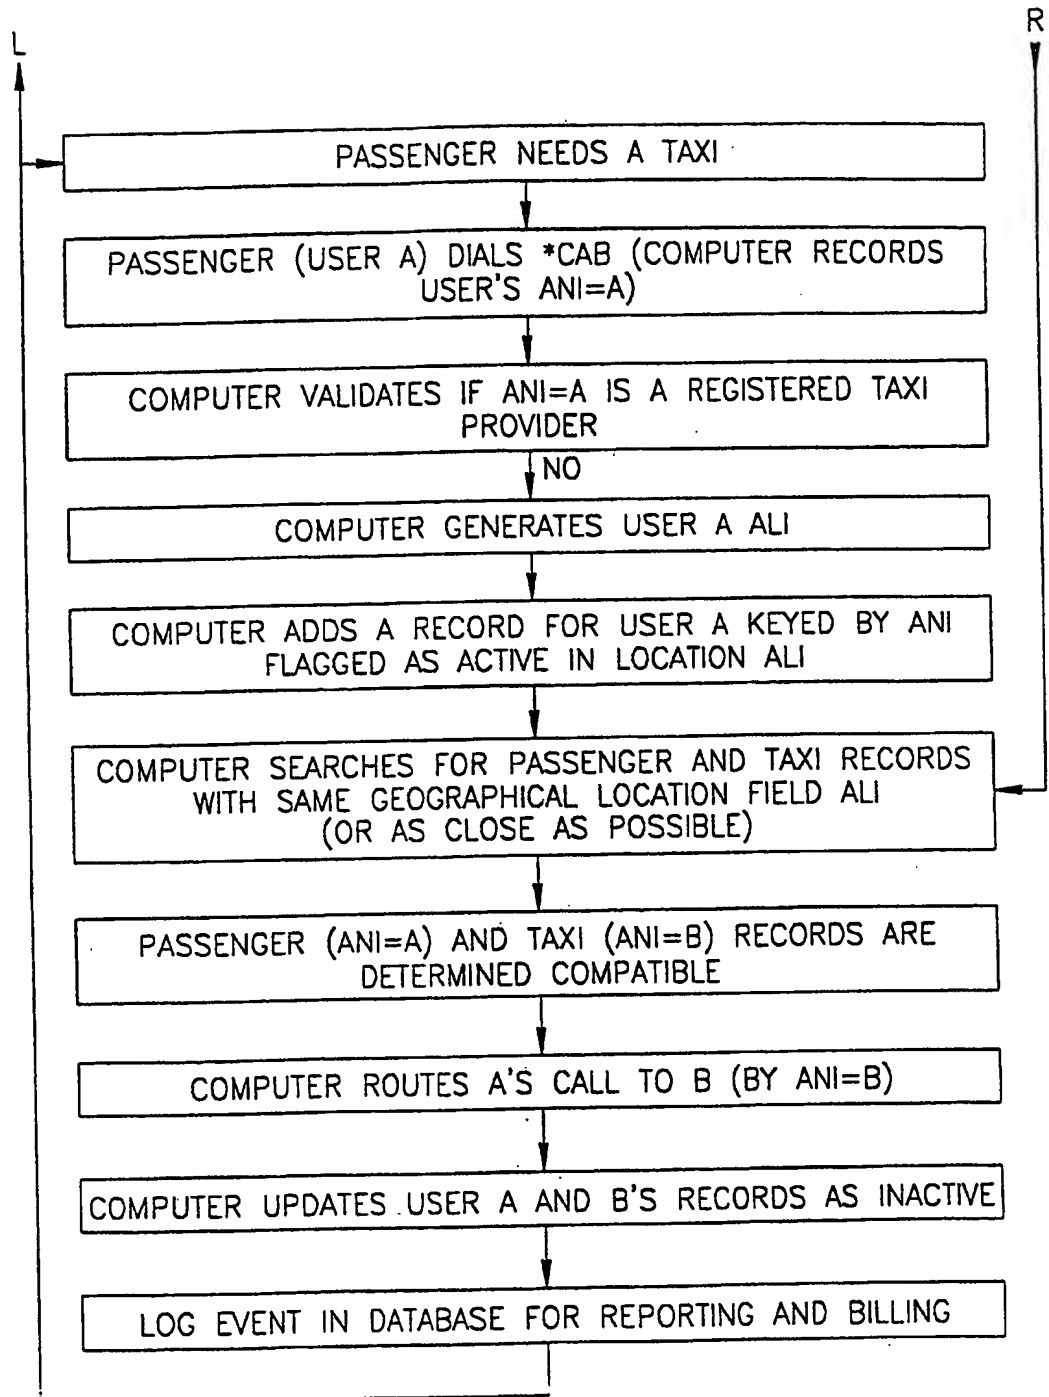 L
R
PASSENGER NEEDS A TAXI
PASSENGER (USER A) DIALS *CAB (COMPUTER RECORDS
USER'S ANI=A)
COMPUTER VALIDATES IF ANI=A IS A REGISTERED TAXI
PROVIDER
NO
COMPUTER GENERATES USER A ALI
COMPUTER ADDS A RECORD FOR USER A KEYED BY ANI
FLAGGED AS ACTIVE IN LOCATION ALI
COMPUTER SEARCHES FOR PASSENGER AND TAXI RECORDS
WITH SAME GEOGRAPHICAL LOCATION FIELD ALI
(OR AS CLOSE AS POSSIBLE)
PASSENGER (ANI=A) AND TAXI (ANI=B) RECORDS ARE
DETERMINED COMPATIBLE
COMPUTER ROUTES A'S CALL TO B (BY ANI=B)
COMPUTER UPDATES USER A AND B'S RECORDS AS INACTIVE
LOG EVENT IN DATABASE FOR REPORTING AND BILLING